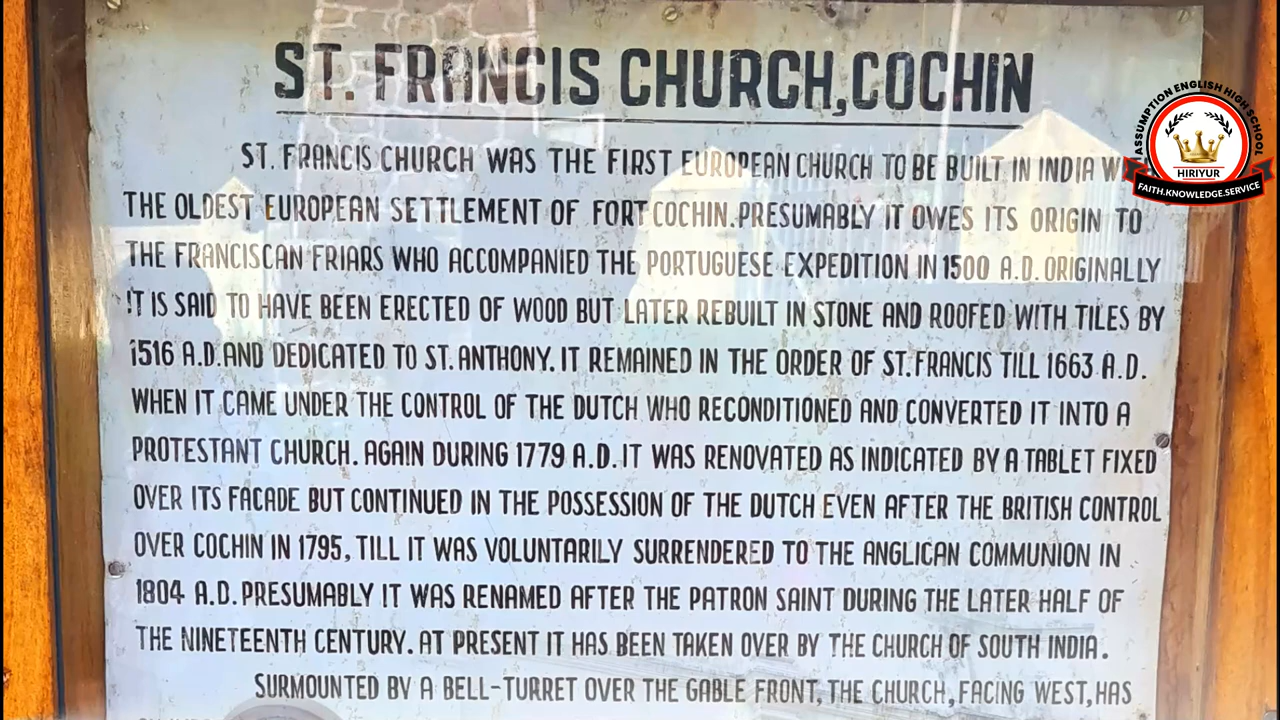 ST. FRANCIS CHURCH, COCHIN
ST. FRANCIS CHURCH WAS THE FIRST EUROPEAN CHURCH TO BE BUILT IN INDIA
THE OLDEST EUROPEAN SETTLEMENT OF FORT COCHIN. PRESUMABLY IT OWES ITS ORIGIN TO
THE FRANCISCAN FRIARS WHO ACCOMPANIED THE PORTUGUESE EXPEDITION IN 1500 A.D. ORIGINALLY
IT IS SAID TO HAVE BEEN ERECTED OF WOOD BUT LATER REBUILT IN STONE AND ROOFED WITH TILES BY
1516 A.D. AND DEDICATED TO ST. ANTHONY. IT REMAINED IN THE ORDER OF ST. FRANCIS TILL 1663 A.D.
WHEN IT CAME UNDER THE CONTROL OF THE DUTCH WHO RECONDITIONED AND CONVERTED IT INTO A
PROTESTANT CHURCH. AGAIN DURING 1779 A.D. IT WAS RENOVATED AS INDICATED BY A TABLET FIXED
OVER ITS FACADE BUT CONTINUED IN THE POSSESSION OF THE DUTCH EVEN AFTER THE BRITISH CONTROL
OVER COCHIN IN 1795, TILL IT WAS VOLUNTARILY SURRENDERED TO THE ANGLICAN COMMUNION IN
1804 A.D. PRESUMABLY IT WAS RENAMED AFTER THE PATRON SAINT DURING THE LATER HALF OF
THE NINETEENTH CENTURY. AT PRESENT IT HAS BEEN TAKEN OVER BY THE CHURCH OF SOUTH INDIA.
SURMOUNTED BY A BELL-TURRET OVER THE GABLE FRONT, THE CHURCH, FACING WEST, HAS
ASSUMPTION ENGLISH HIGH SCHOOL
HIRIYUR
FAITH.KNOWLEDGE.SERVICE